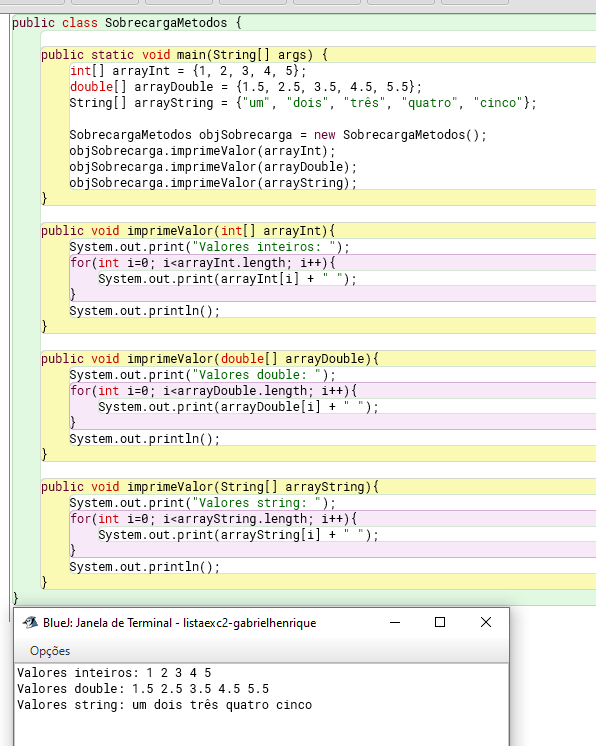 public class SobrecargaMetodos {
public static void main(String[] args) {
int[] arrayInt = {1, 2, 3, 4, 5};
double[] arrayDouble = {1.5, 2.5, 3.5, 4.5, 5.5};
String[] arrayString = {"um", "dois", "três", "quatro", "cinco"};
SobrecargaMetodos objSobrecarga = new SobrecargaMetodos();
objSobrecarga.imprimeValor(arrayInt);
objSobrecarga.imprimeValor(arrayDouble);
objSobrecarga.imprimeValor(arrayString);
}
public void imprimeValor(int[] arrayInt){
System.out.print("Valores inteiros: ");
for(int i=0; i<arrayInt.length; i++){
System.out.print(arrayInt[i] + " ");
}
System.out.println();
}
public void imprimeValor(double[] arrayDouble){
System.out.print("Valores double: ");
for(int i=0; i<arrayDouble.length; i++){
System.out.print(arrayDouble[i] + " ");
}
System.out.println();
}
public void imprimeValor(String[] arrayString){
System.out.print("Valores string: ");
for(int i=0; i<arrayString.length; i++){
System.out.print(arrayString[i] + " ");
}
System.out.println();
}
}
BlueJ: Janela de Terminal - listaexc2-gabrielhenrique
Opções
Valores inteiros: 1 2 3 4 5
Valores double: 1.5 2.5 3.5 4.5 5.5
Valores string: um dois três quatro cinco